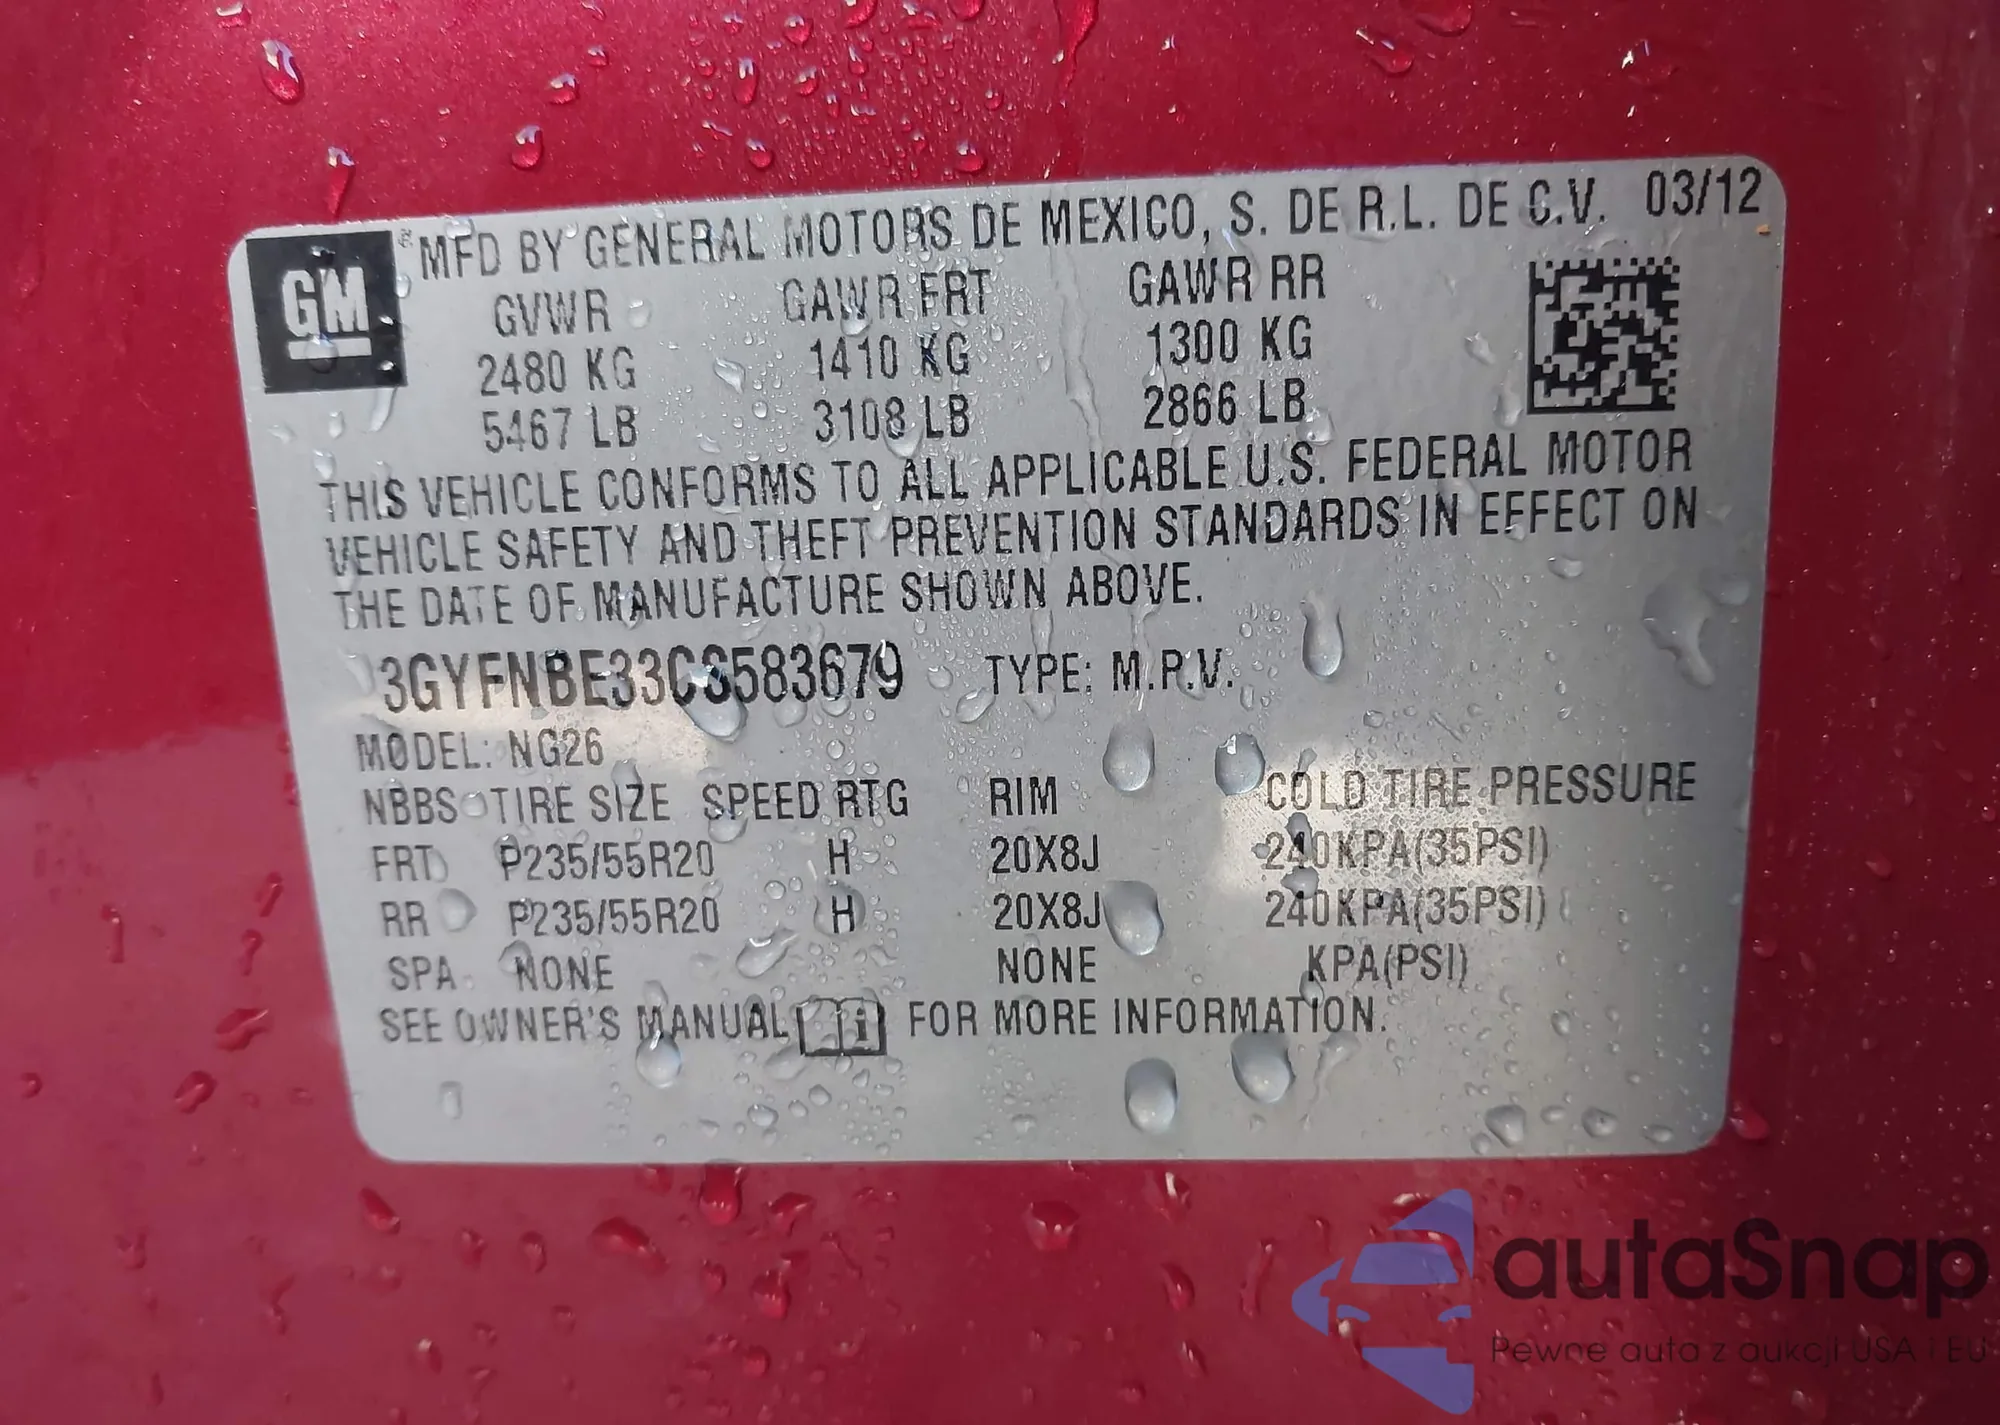 GM ® MFD BY GENERAL MOTORS DE MEXICO, S. DE R.L. DE C.V. 03/12
GVWR GAWR FRT GAWR RR
2480 KG 1410 KG 1300 KG
5467 LB 3108 LB 2866 LB
THIS VEHICLE CONFORMS TO ALL APPLICABLE U.S. FEDERAL MOTOR
VEHICLE SAFETY AND THEFT PREVENTION STANDARDS IN EFFECT ON
THE DATE OF MANUFACTURE SHOWN ABOVE.
3GYFNBE33CS583679 TYPE: M.P.V.
MODEL: NG26
NBBS TIRE SIZE SPEED RTG RIM COLD TIRE PRESSURE
FRT P235/55R20 H 20X8J 240KPA(35PSI)
RR P235/55R20 H 20X8J 240KPA(35PSI)
SPA NONE NONE KPA(PSI)
SEE OWNER'S MANUAL FOR MORE INFORMATION.
autaSnap
Pewne auta z aukcji USA i EU